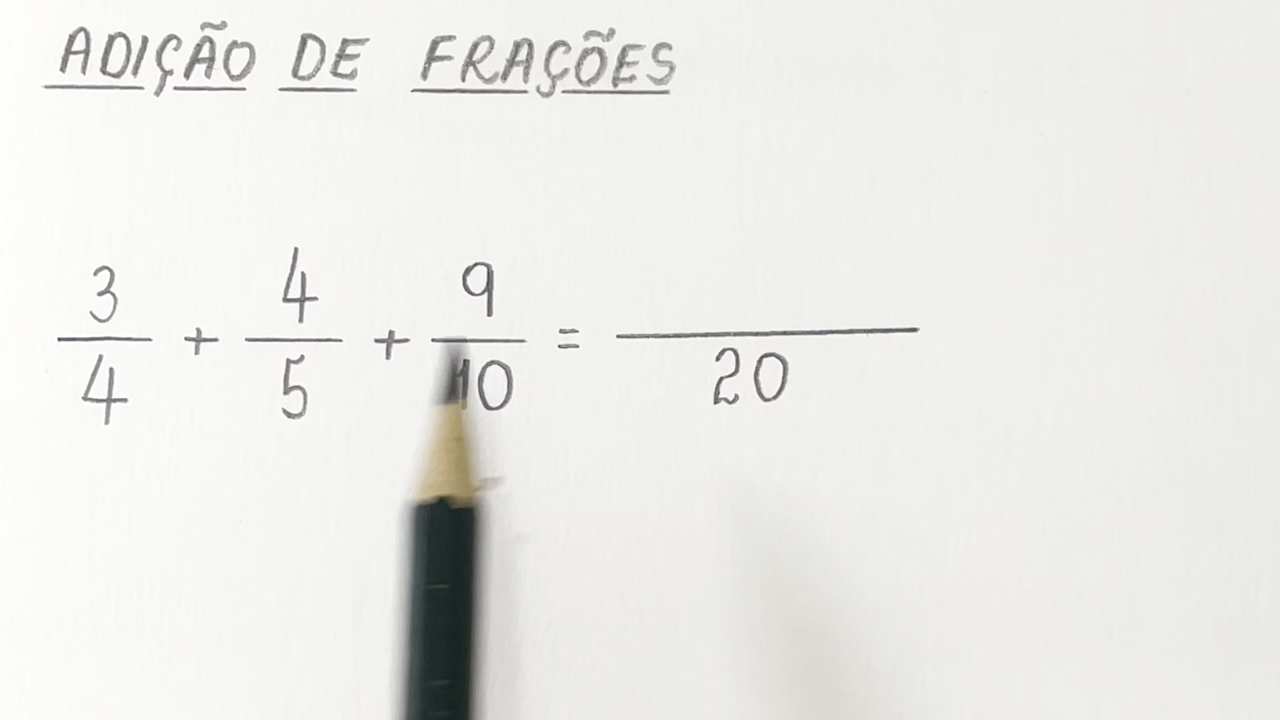 ADIÇÃO DE FRAÇÕES
3/4 + 4/5 + 9/10 = /20